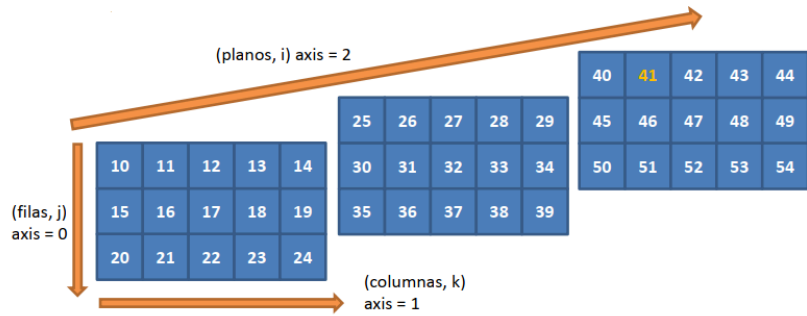 (planos, i) axis = 2
40 41 42 43 44
45 46 47 48 49
50 51 52 53 54
25 26 27 28 29
30 31 32 33 34
35 36 37 38 39
10 11 12 13 14
15 16 17 18 19
20 21 22 23 24
(filas, j)
axis = 0
(columnas, k)
axis = 1